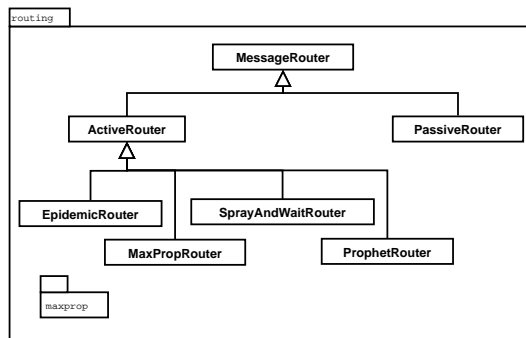 routing
MessageRouter
ActiveRouter
PassiveRouter
EpidemicRouter
SprayAndWaitRouter
MaxPropRouter
ProphetRouter
maxprop